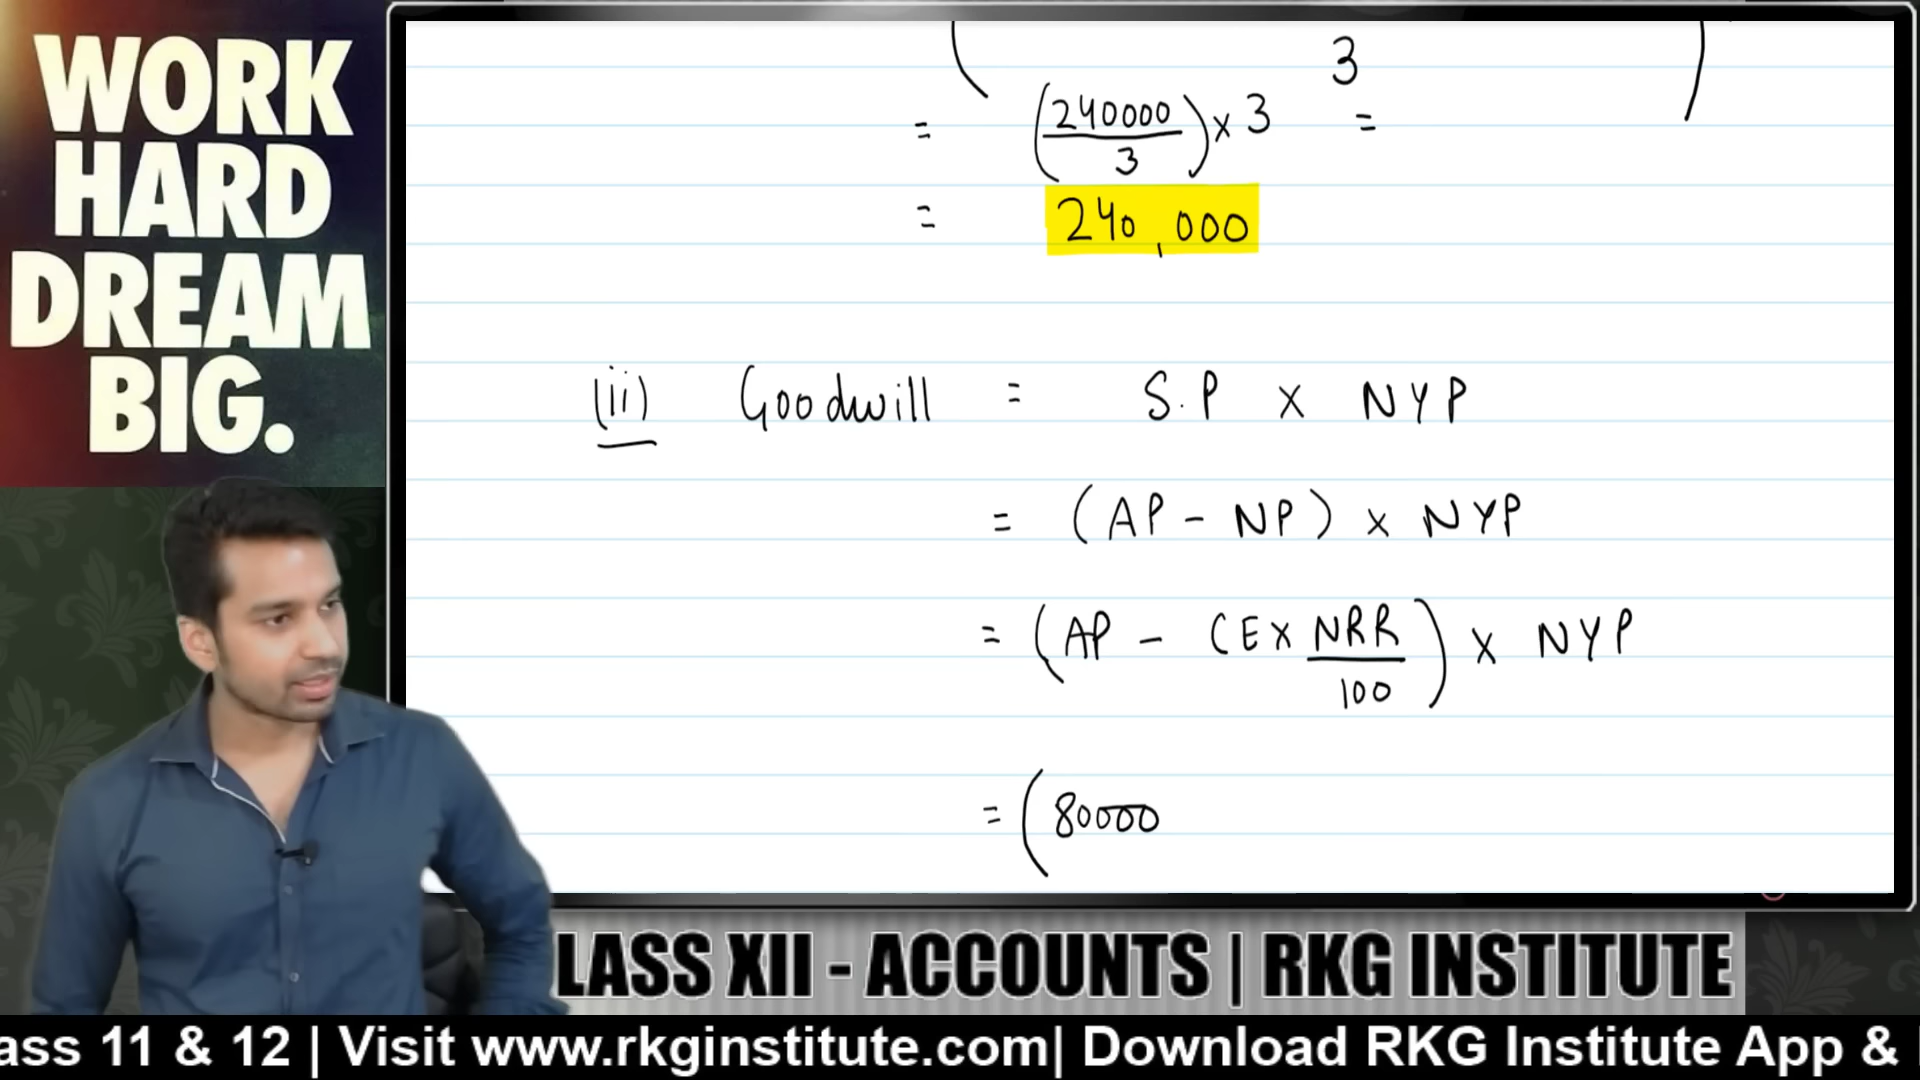 WORK
HARD
DREAM
BIG.
3
= (240000/3) x 3 =
= 240,000
(ii) Goodwill = S.P x NYP
= (AP - NP) x NYP
= (AP - CE x NRR/100) x NYP
= (80000
LASS XII - ACCOUNTS | RKG INSTITUTE
ass 11 & 12 | Visit www.rkginstitute.com| Download RKG Institute App &